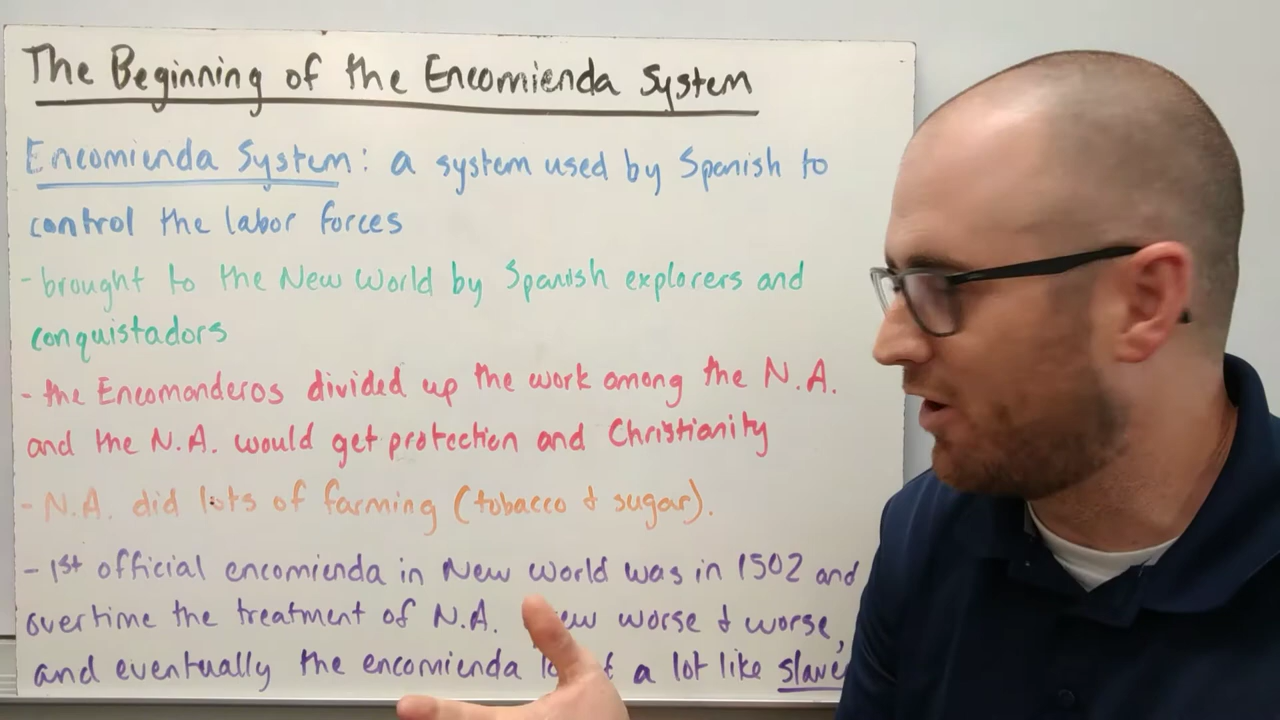 The Beginning of the Encomienda System
Encomienda System: a system used by Spanish to
control the labor forces
- brought to the New World by Spanish explorers and
conquistadors
- the Encomanderos divided up the work among the N.A.
and the N.A. would get protection and Christianity
- N.A. did lots of farming (tobacco & sugar).
- 1st official encomienda in New World was in 1502 and
overtime the treatment of N.A. worse & worse,
and eventually the encomienda a lot like